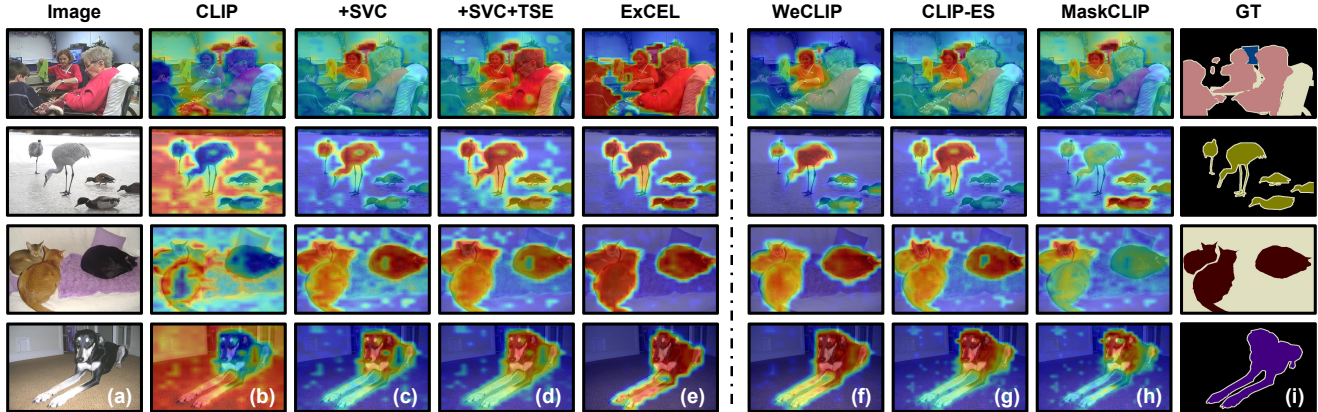 Image CLIP +SVC +SVC+TSE ExCEL WeCLIP CLIP-ES MaskCLIP GT
(a) (b) (c) (d) (e) (f) (g) (h) (i)